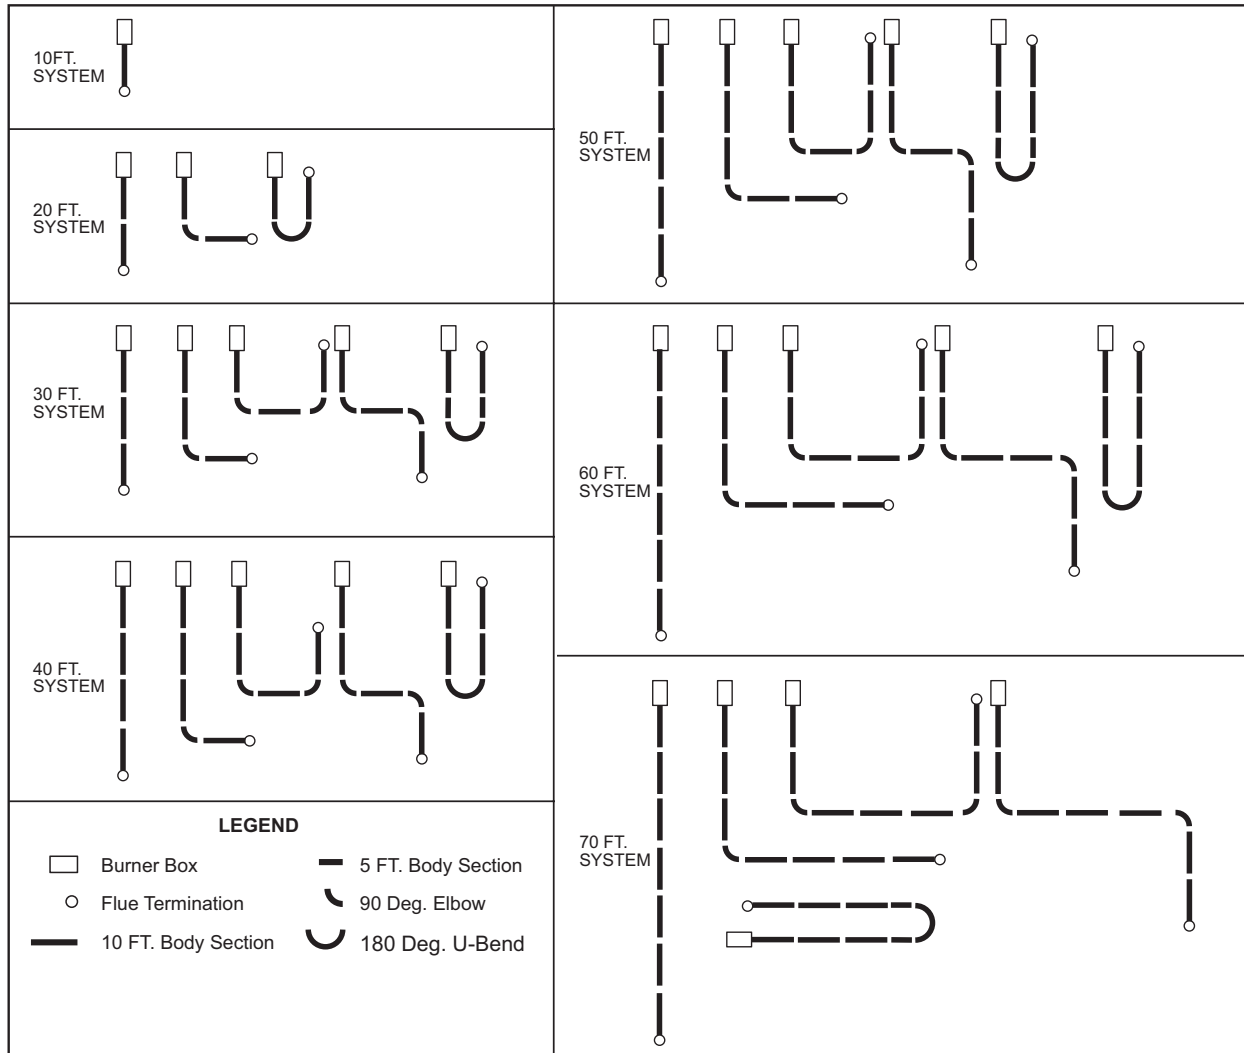 10FT.
SYSTEM
20 FT.
SYSTEM
30 FT.
SYSTEM
40 FT.
SYSTEM
LEGEND
Burner Box
Flue Termination
10 FT. Body Section
5 FT. Body Section
90 Deg. Elbow
180 Deg. U-Bend
50 FT.
SYSTEM
60 FT.
SYSTEM
70 FT.
SYSTEM